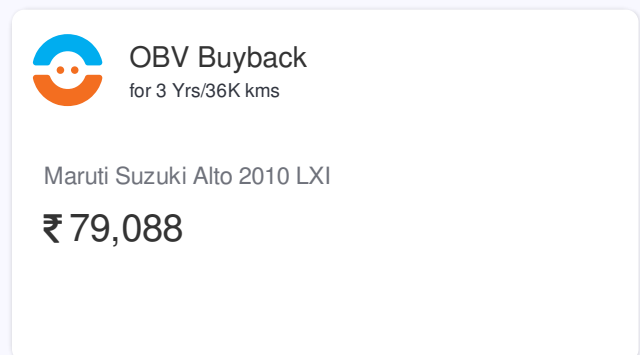 OBV Buyback
for 3 Yrs/36K kms
Maruti Suzuki Alto 2010 LXI
₹ 79,088